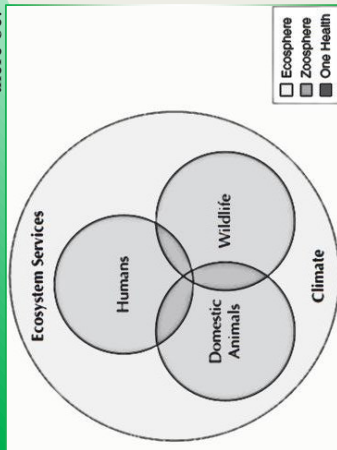 Ecosystem Services
Humans
Domestic
Animals
Wildlife
Climate
Ecosphere
Zoosphere
One Health